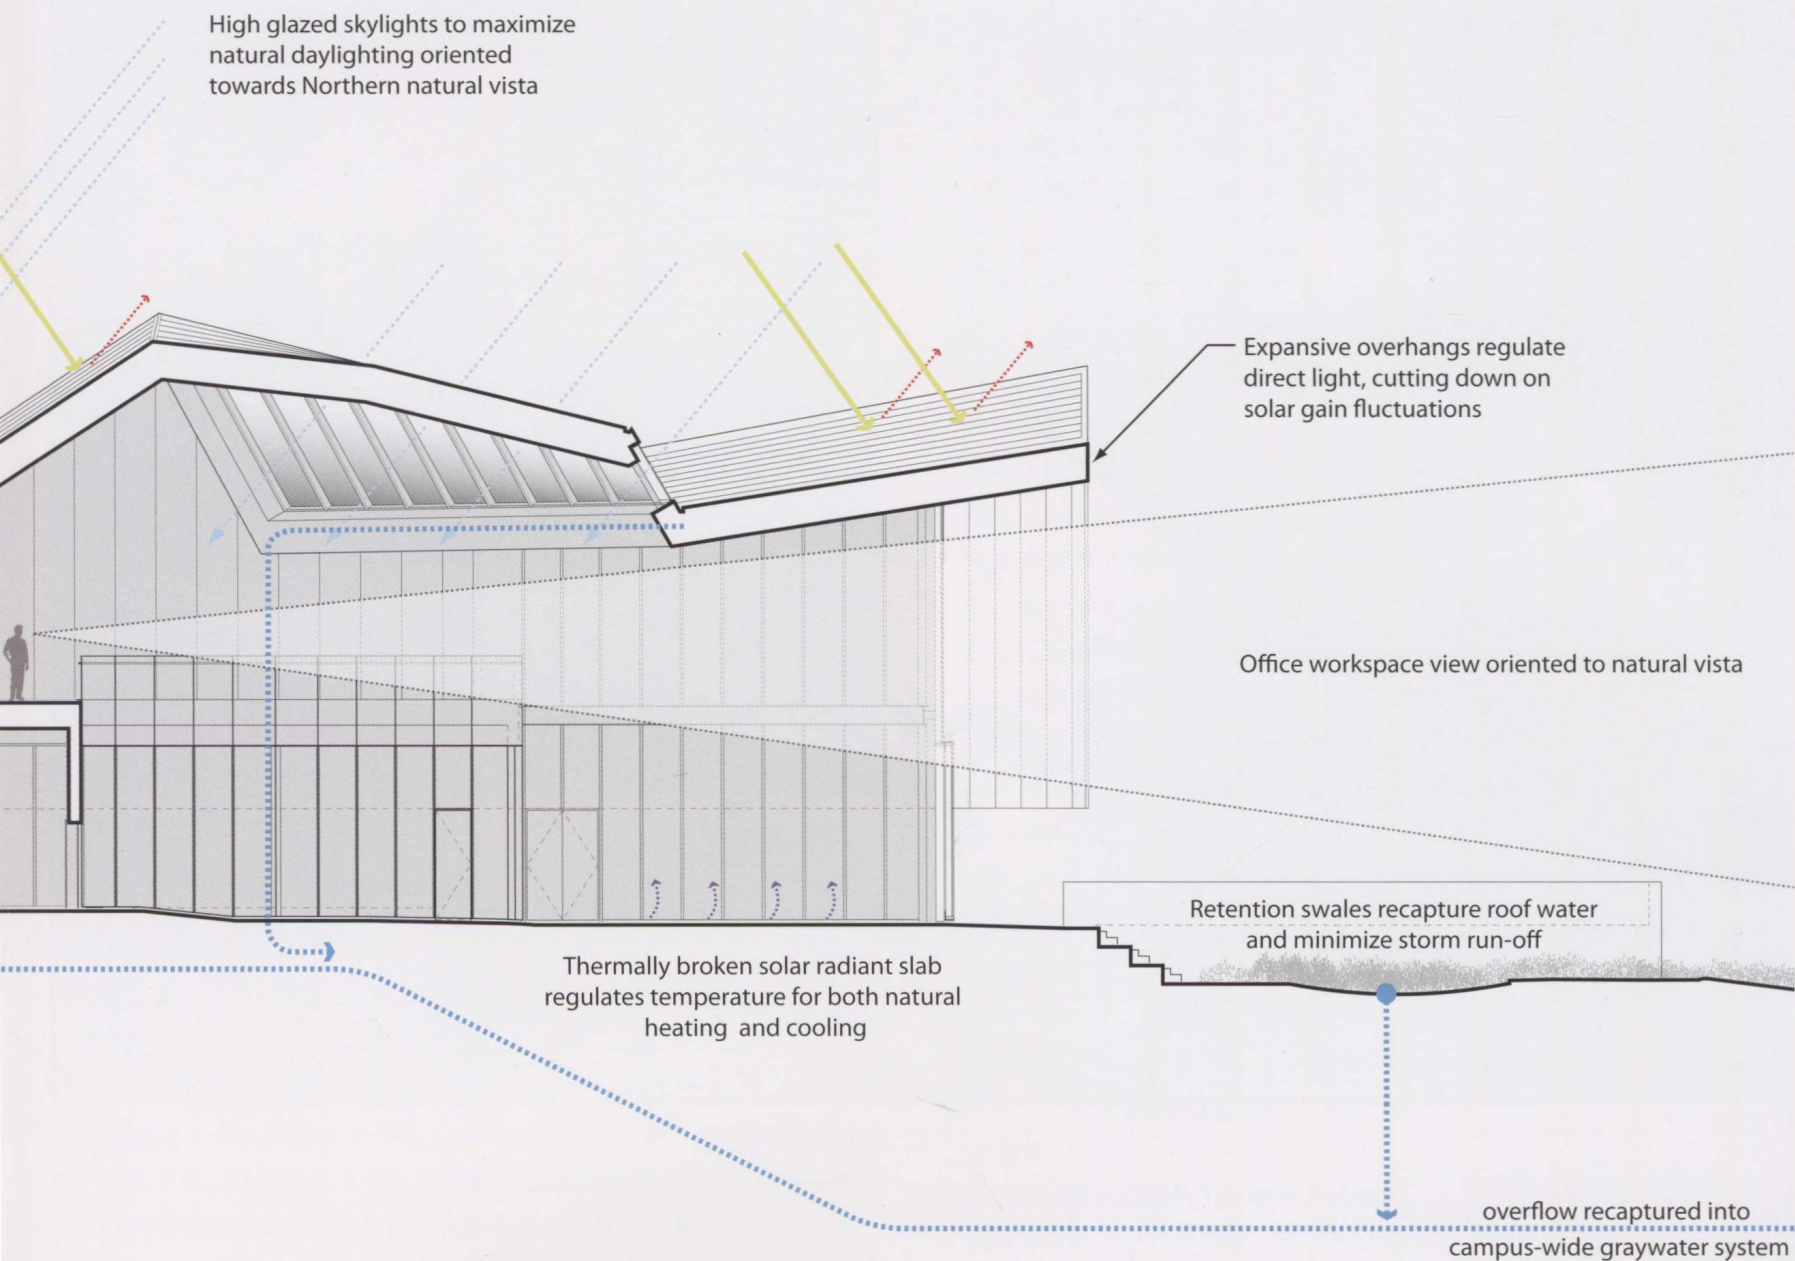 High glazed skylights to maximize
natural daylighting oriented
towards Northern natural vista
Expansive overhangs regulate
direct light, cutting down on
solar gain fluctuations
Office workspace view oriented to natural vista
Retention swales recapture roof water
and minimize storm run-off
Thermally broken solar radiant slab
regulates temperature for both natural
heating and cooling
overflow recaptured into
campus-wide graywater system